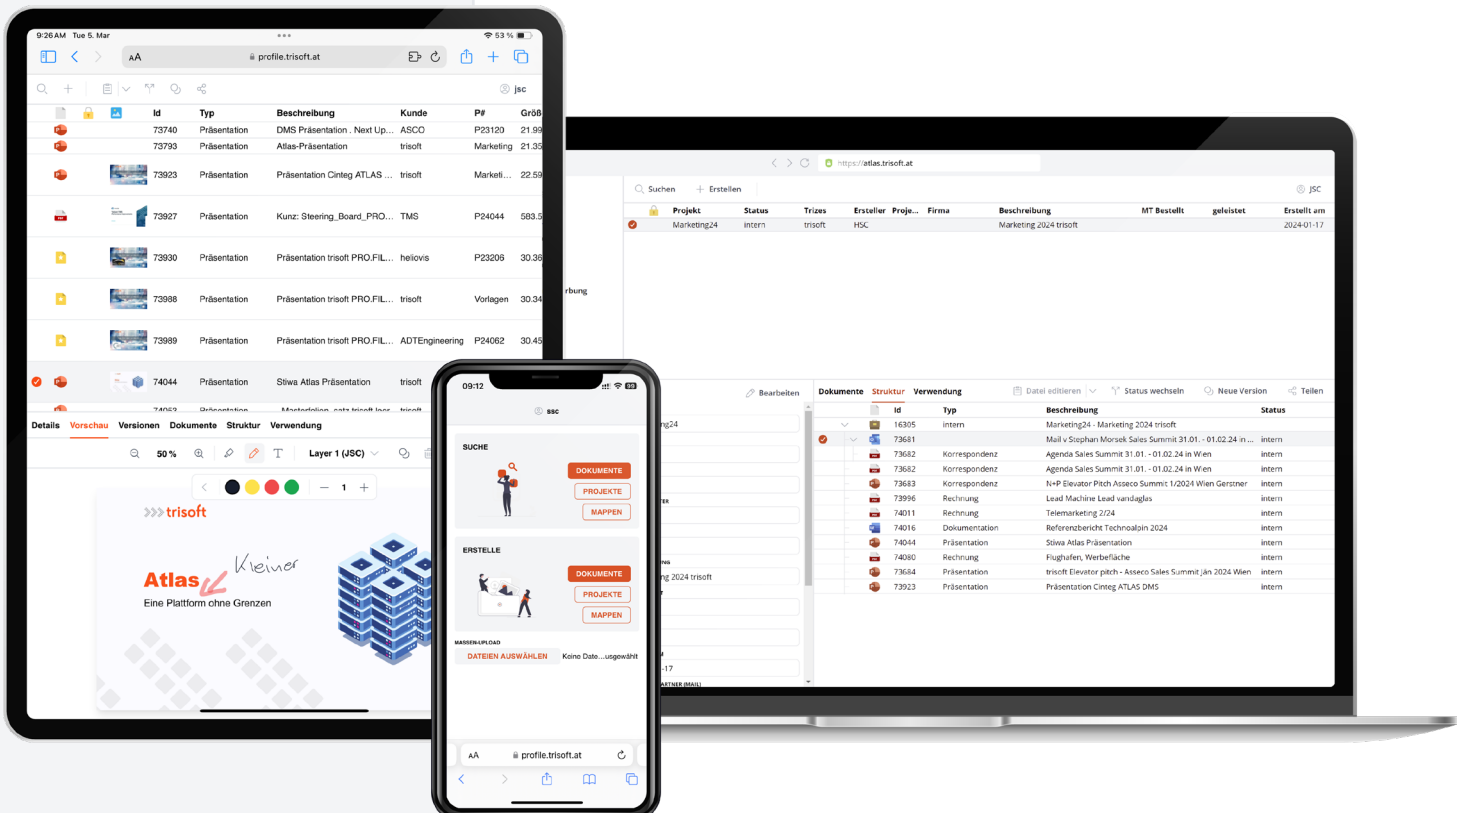 9:26 AM Tue 5. Mar
53 %
AA profile.trisoft.at
jsc
Id Typ Beschreibung Kunde P# Größ
73740 Präsentation DMS Präsentation . Next Up... ASCO P23120 21.99
73793 Präsentation Atlas-Präsentation trisoft Marketing 21.35
73923 Präsentation Präsentation Cinteg ATLAS ... trisoft Marketi... 22.59
73927 Präsentation Kunz: Steering_Board_PRO... TMS P24044 583.5
73930 Präsentation Präsentation trisoft PRO.FIL... heliovis P23206 30.36
73988 Präsentation Präsentation trisoft PRO.FIL... trisoft Vorlagen 30.34
73989 Präsentation Präsentation trisoft PRO.FIL... ADTEngineering P24062 30.45
74044 Präsentation Stiwa Atlas Präsentation trisoft
Details Vorschau Versionen Dokumente Struktur Verwendung
50 % T Layer 1 (JSC)
1
trisoft
Kleiner
Atlas
Eine Plattform ohne Grenzen
09:12
ssc
SUCHE
DOKUMENTE
PROJEKTE
MAPPEN
ERSTELLE
DOKUMENTE
PROJEKTE
MAPPEN
MASSEN-UPLOAD
DATEIEN AUSWÄHLEN Keine Date...usgewählt
AA profile.trisoft.at
https://atlas.trisoft.at
Suchen Erstellen JSC
Projekt Status Trizes Ersteller Proje... Firma Beschreibung MT Bestellt geleistet Erstellt am
Marketing24 intern trisoft HSC Marketing 2024 trisoft 2024-01-17
rbung
Bearbeiten
ng24
TER
NG
ng 2024 trisoft
-17
ARTNER (MAIL)
Dokumente Struktur Verwendung Datei editieren Status wechseln Neue Version Teilen
Id Typ Beschreibung Status
16305 intern Marketing24 - Marketing 2024 trisoft
73681 Mail v Stephan Morsek Sales Summit 31.01. - 01.02.24 in ... intern
73682 Korrespondenz Agenda Sales Summit 31.01. - 01.02.24 in Wien intern
73682 Korrespondenz Agenda Sales Summit 31.01. - 01.02.24 in Wien intern
73683 Korrespondenz N+P Elevator Pitch Asseco Summit 1/2024 Wien Gerstner intern
73996 Rechnung Lead Machine Lead vandaglas intern
74011 Rechnung Telemarketing 2/24 intern
74016 Dokumentation Referenzbericht Technoalpin 2024 intern
74044 Präsentation Stiwa Atlas Präsentation intern
74080 Rechnung Flughafen, Werbefläche intern
73684 Präsentation trisoft Elevator pitch - Asseco Sales Summit Jän 2024 Wien intern
73923 Präsentation Präsentation Cinteg ATLAS DMS intern